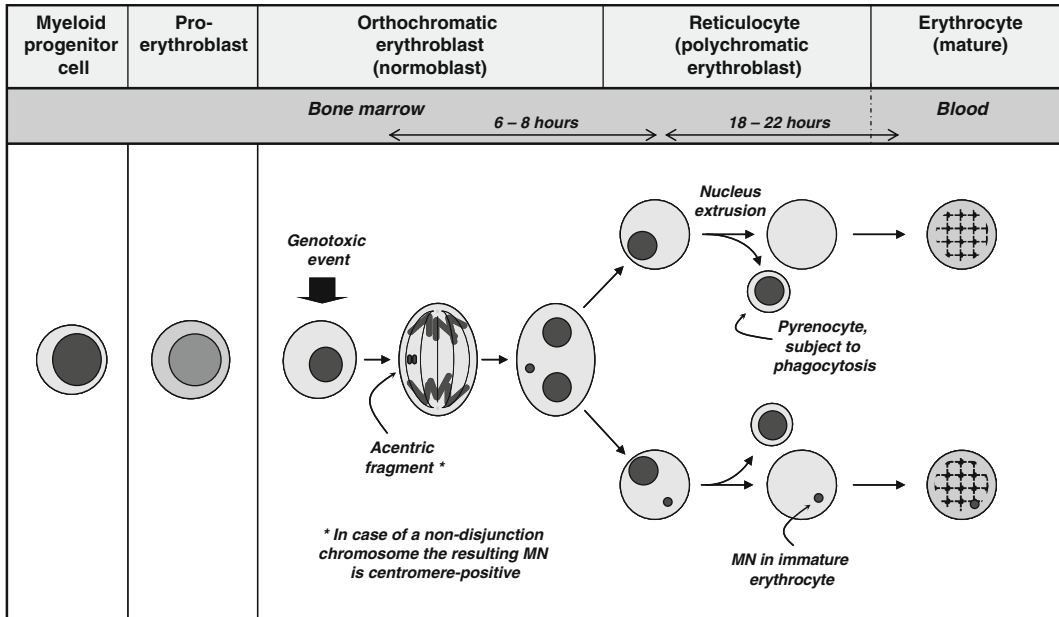 Myeloid
progenitor
cell
Pro-
erythroblast
Orthochromatic
erythroblast
(normoblast)
Reticulocyte
(polychromatic
erythroblast)
Erythrocyte
(mature)
Bone marrow
Blood
6 – 8 hours
18 – 22 hours
Nucleus
extrusion
Genotoxic
event
Pyrenocyte,
subject to
phagocytosis
Acentric
fragment *
* In case of a non-disjunction
chromosome the resulting MN
is centromere-positive
MN in immature
erythrocyte